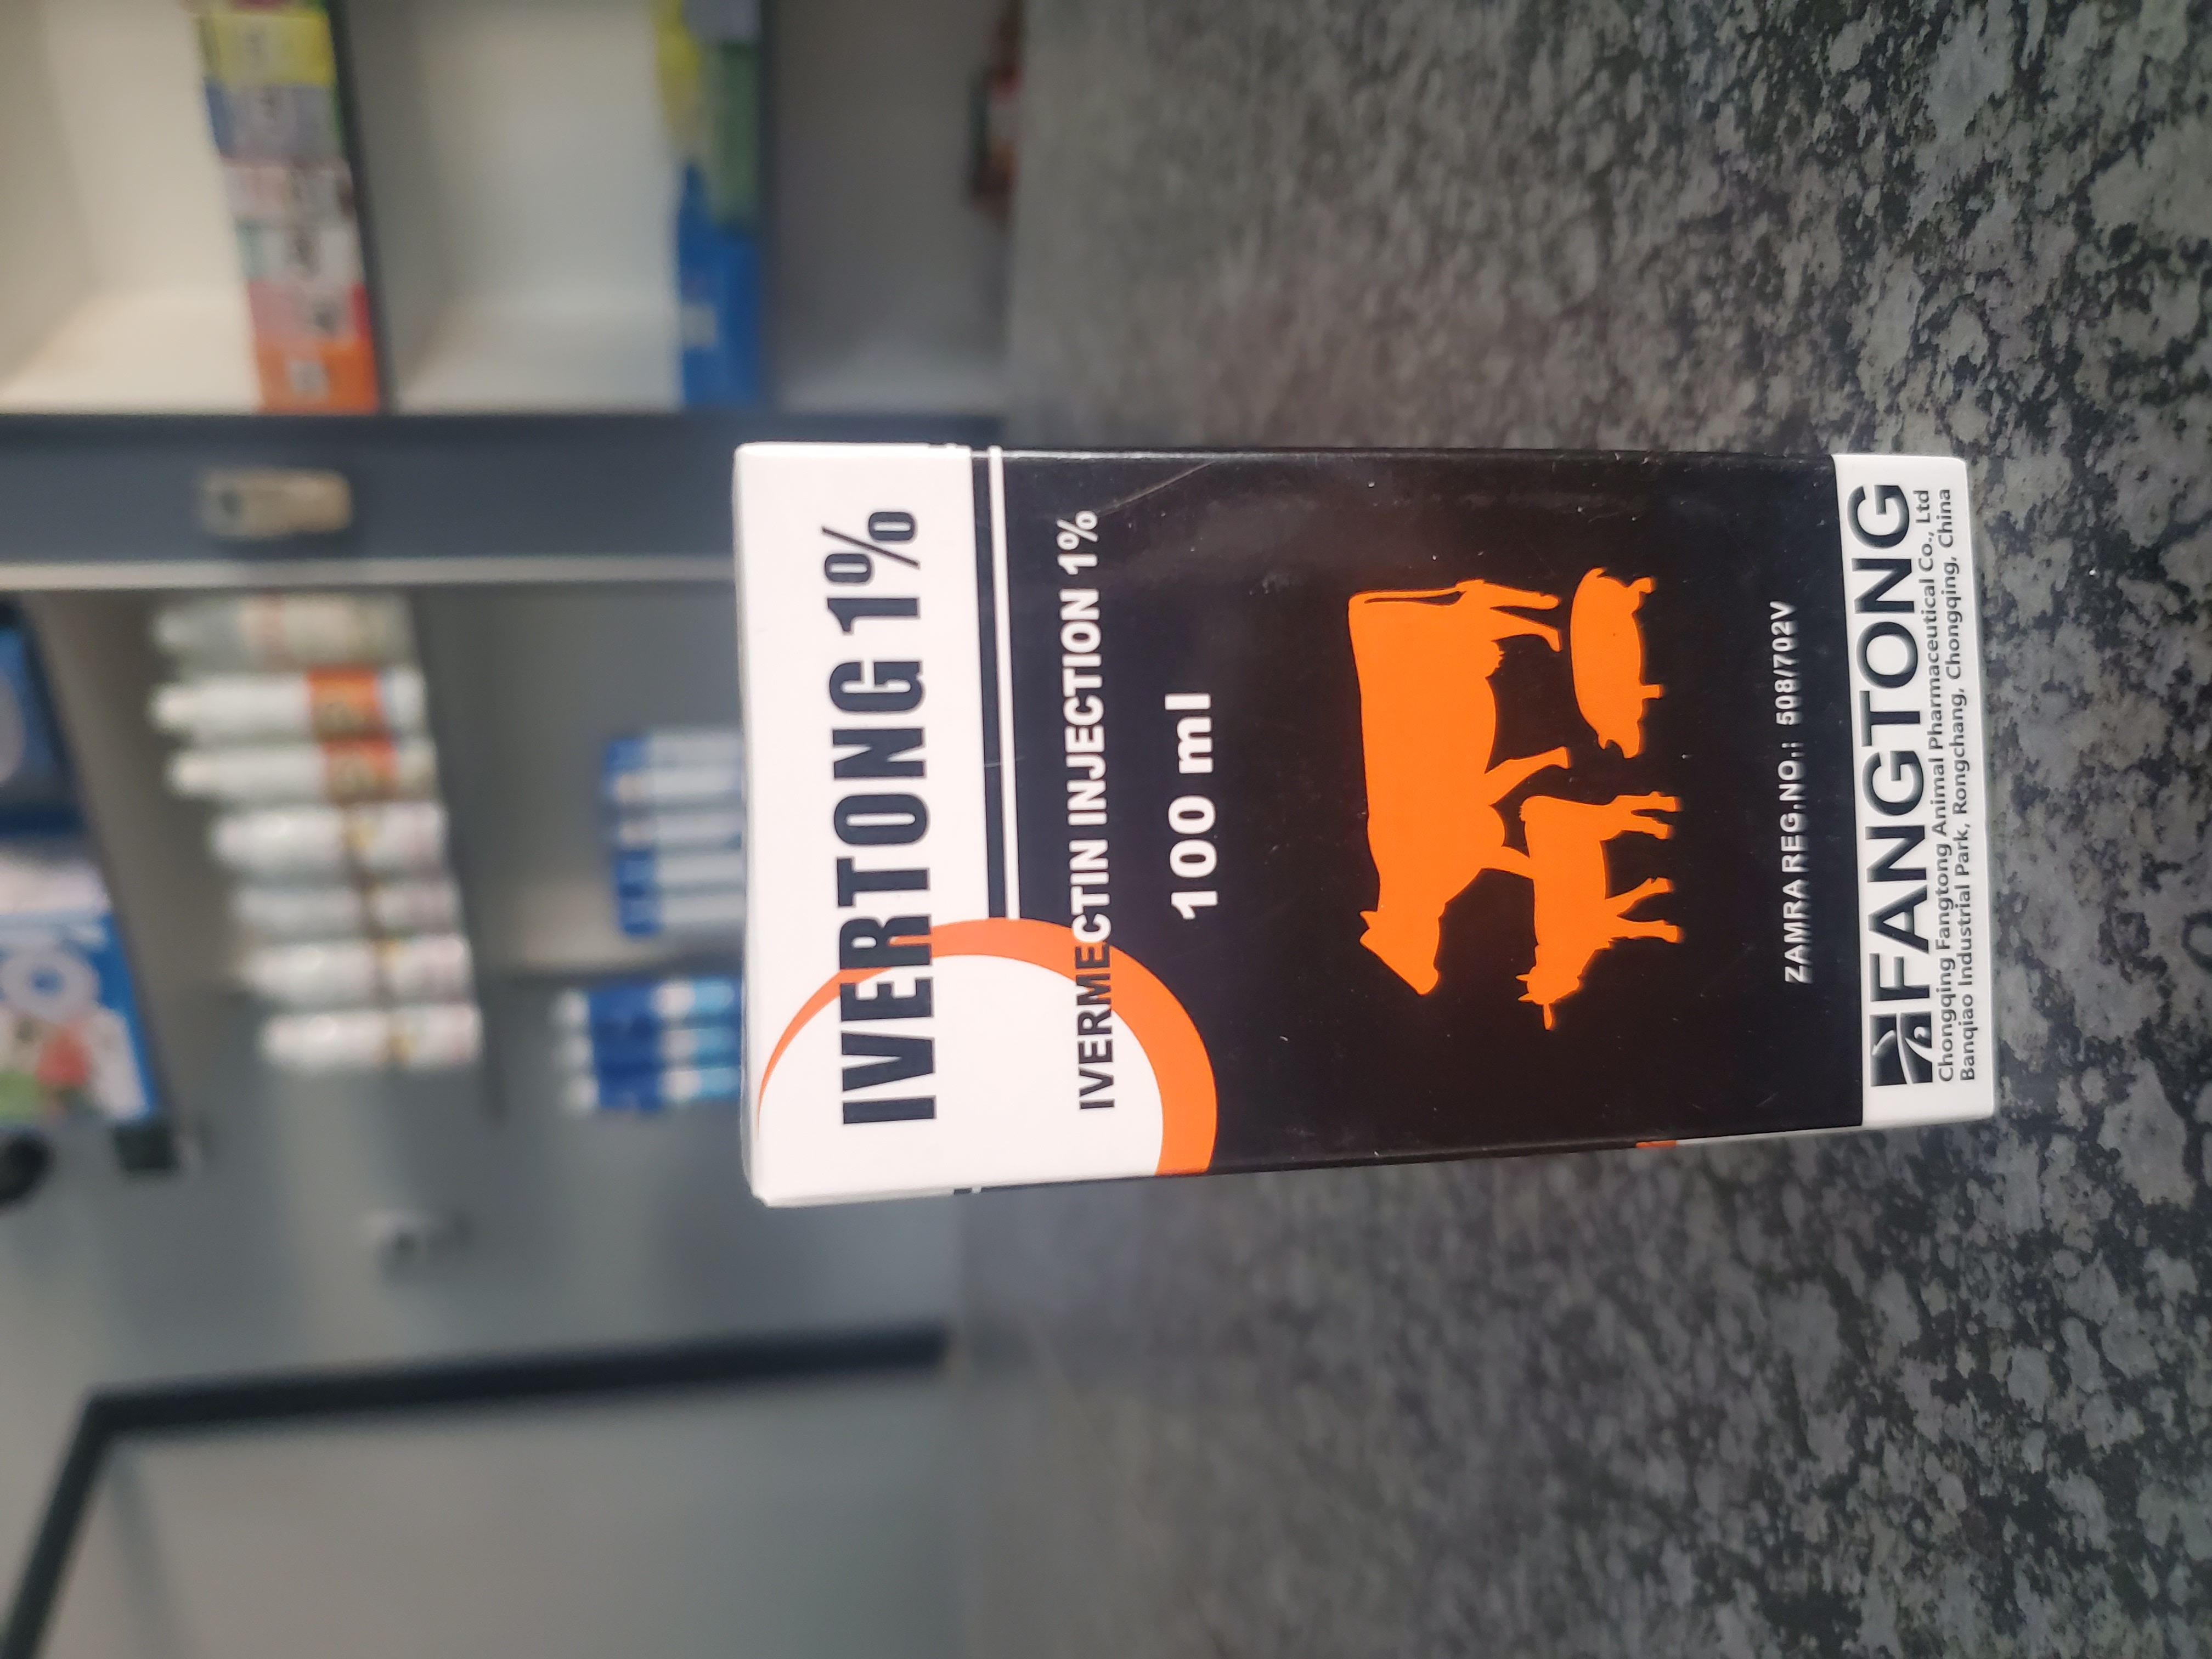 IVERTONG 1%
IVERMECTIN INJECTION 1%
100 ml
ZAMRA REG.NO.: 508/702V
FANGTONG
Chongqing Fangtong Animal Pharmaceutical Co., Ltd
Banqiao Industrial Park, Rongchang, Chongqing, China